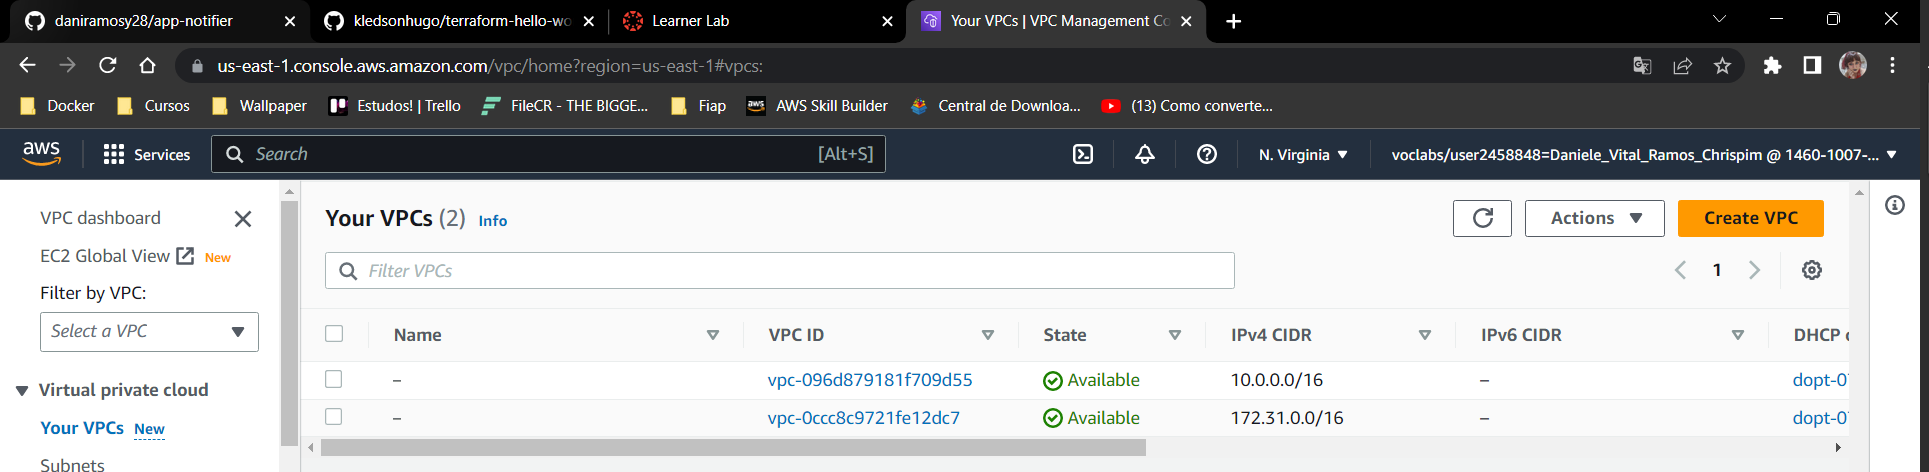 daniramosy28/app-notifier
kledsonhugo/terraform-hello-wo
Learner Lab
Your VPCs | VPC Management Co
us-east-1.console.aws.amazon.com/vpc/home?region=us-east-1#vpcs:
Docker Cursos Wallpaper Estudos! | Trello FileCR - THE BIGGE... Fiap aws AWS Skill Builder Central de Downloa... (13) Como converte...
aws Services Search [Alt+S] N. Virginia voclabs/user2458848=Daniele_Vital_Ramos_Chrispim @ 1460-1007-...
VPC dashboard
EC2 Global View New
Filter by VPC:
Select a VPC
Virtual private cloud
Your VPCs New
Subnets
Your VPCs (2) Info
Actions
Create VPC
Filter VPCs
1
Name VPC ID State IPv4 CIDR IPv6 CIDR DHCP
– vpc-096d879181f709d55 Available 10.0.0.0/16 – dopt-0
– vpc-0ccc8c9721fe12dc7 Available 172.31.0.0/16 – dopt-0